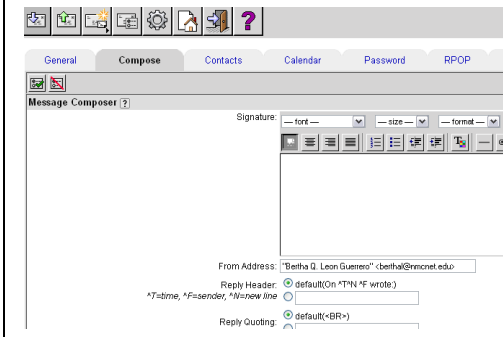 ?
General Compose Contacts Calendar Password RPOP
Message Composer [?]
Signature: — font — — size — — format —
From Address: "Bertha Q. Leon Guerrero" <berthal@nmcnet.edu>
Reply Header: default(On ^T^N ^F wrote:)
^T=time, ^F=sender, ^N=new line
Reply Quoting: default(<BR>)